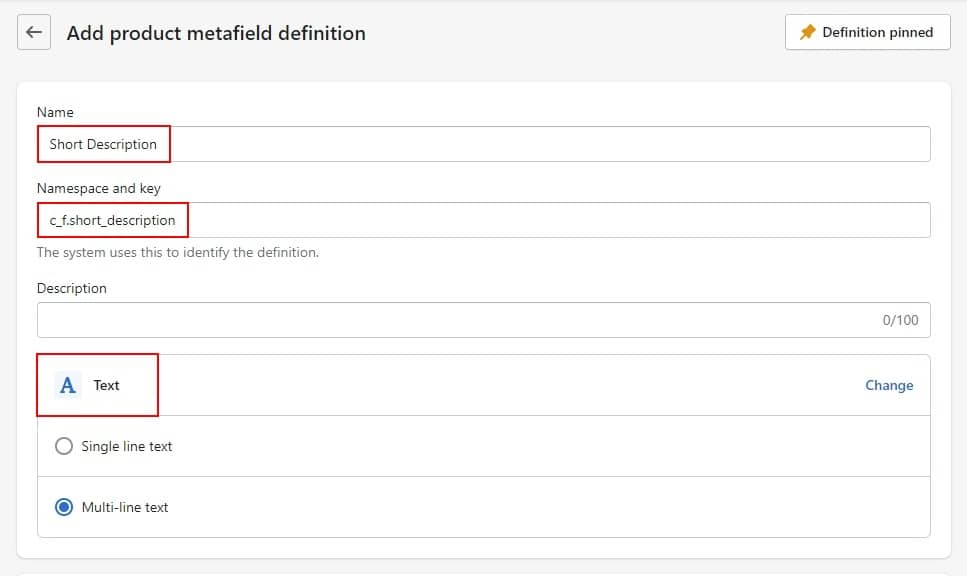 Add product metafield definition
Definition pinned
Name
Short Description
Namespace and key
c_f.short_description
The system uses this to identify the definition.
Description
0/100
A Text
Change
Single line text
Multi-line text